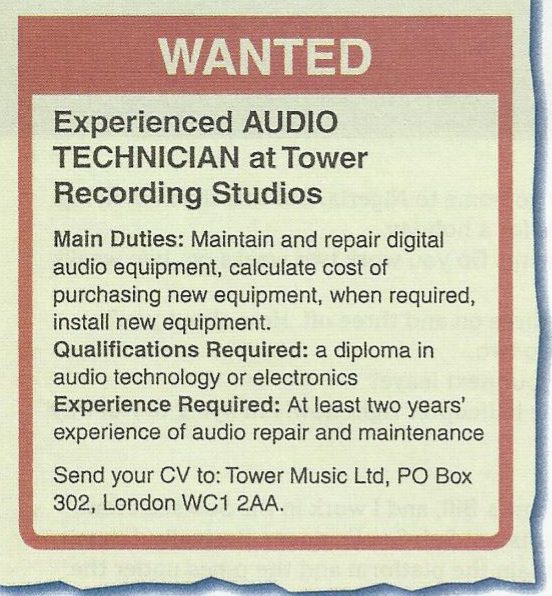 WANTED
Experienced AUDIO
TECHNICIAN at Tower
Recording Studios
Main Duties: Maintain and repair digital
audio equipment, calculate cost of
purchasing new equipment, when required,
install new equipment.
Qualifications Required: a diploma in
audio technology or electronics
Experience Required: At least two years'
experience of audio repair and maintenance
Send your CV to: Tower Music Ltd, PO Box
302, London WC1 2AA.